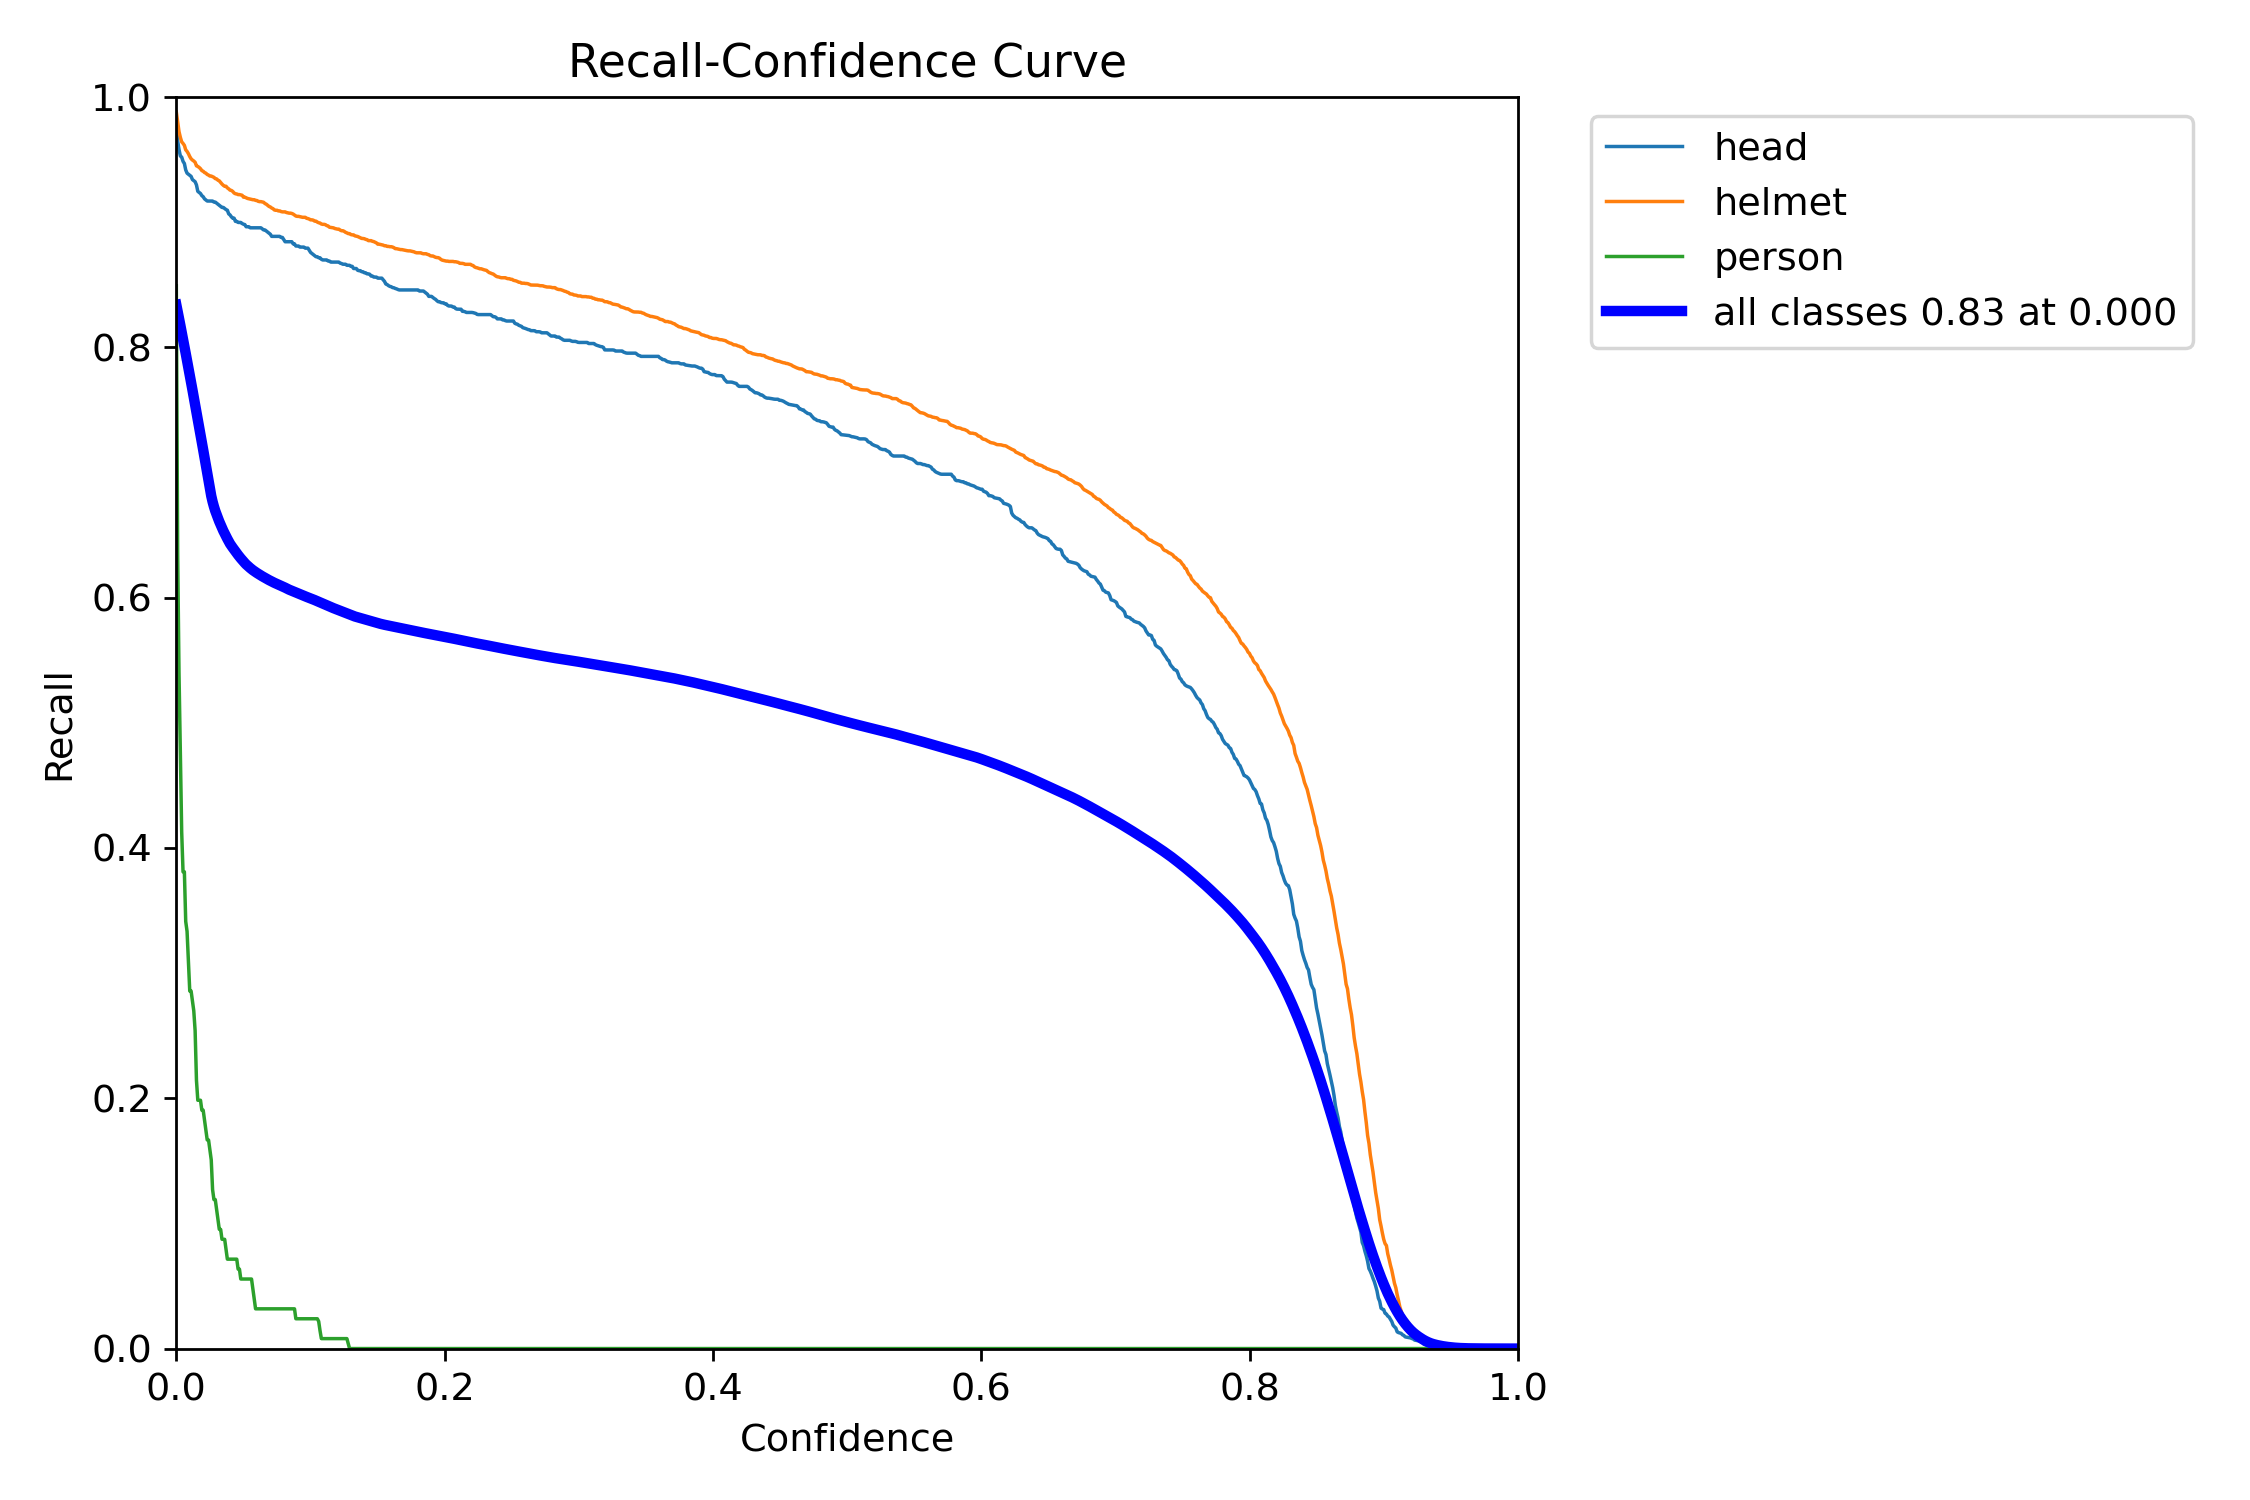 Recall-Confidence Curve
1.0
0.8
0.6
0.4
0.2
0.0
Recall
0.0 0.2 0.4 0.6 0.8 1.0
Confidence
head
helmet
person
all classes 0.83 at 0.000